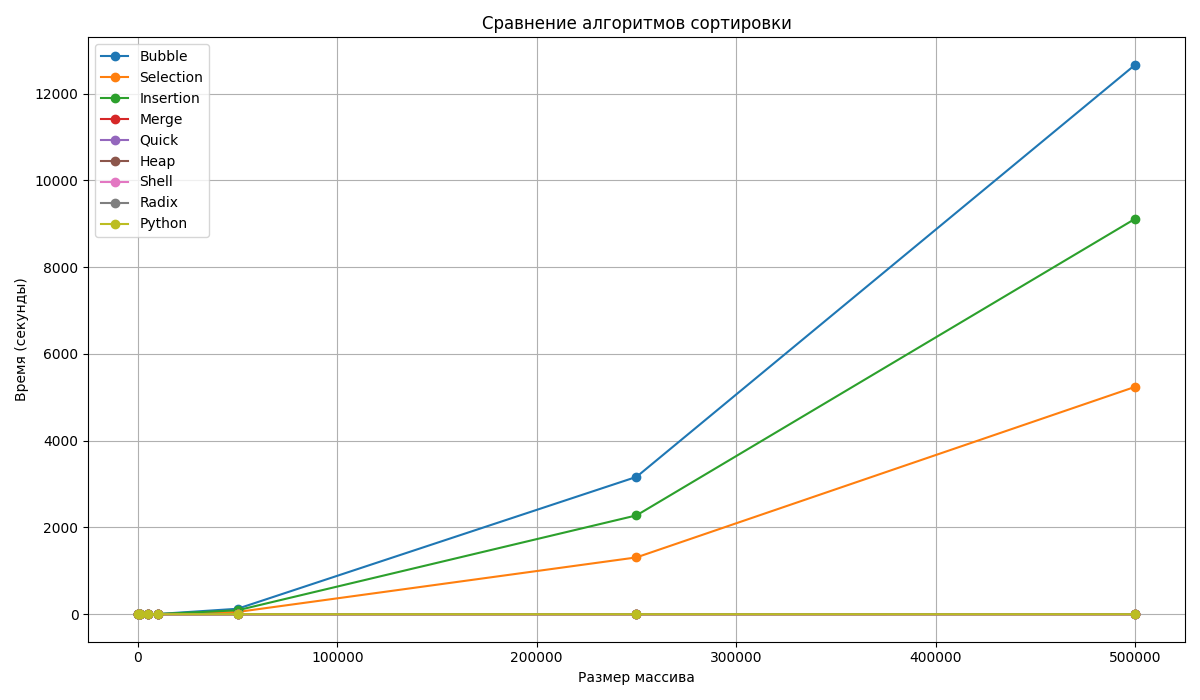 Сравнение алгоритмов сортировки
Bubble
Selection
Insertion
Merge
Quick
Heap
Shell
Radix
Python
Время (секунды)
12000
10000
8000
6000
4000
2000
0
0 100000 200000 300000 400000 500000
Размер массива